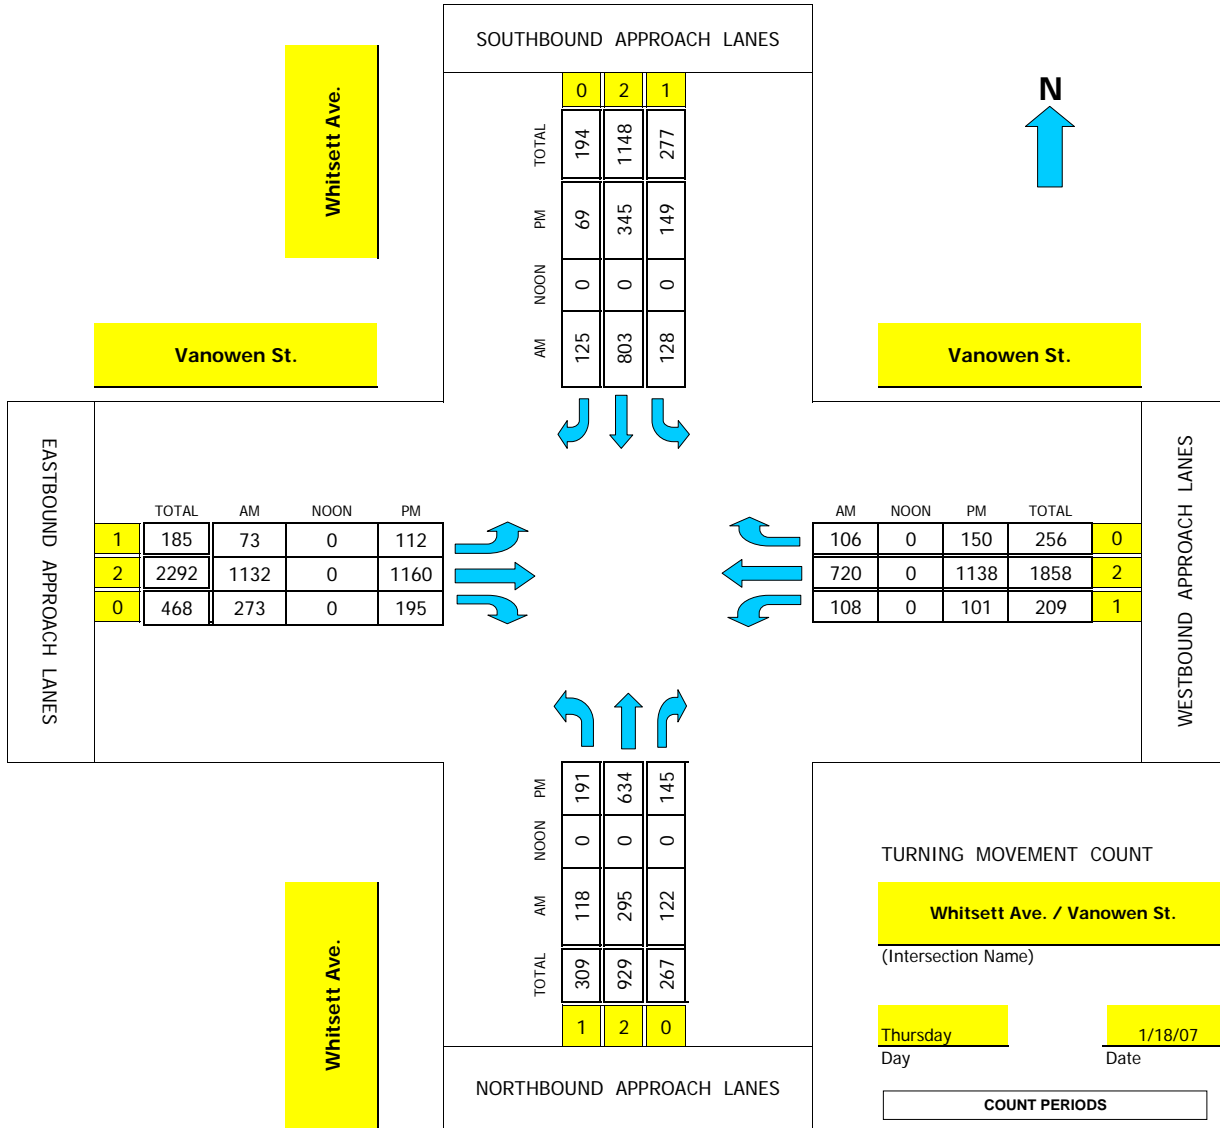 SOUTHBOUND APPROACH LANES
0 2 1
TOTAL 194 1148 277
PM 69 345 149
NOON 0 0 0
AM 125 803 128
Whitsett Ave.
N
Vanowen St.
Vanowen St.
EASTBOUND APPROACH LANES
TOTAL AM NOON PM
1 185 73 0 112
2 2292 1132 0 1160
0 468 273 0 195
AM NOON PM TOTAL
106 0 150 256 0
720 0 1138 1858 2
108 0 101 209 1
WESTBOUND APPROACH LANES
PM 191 634 145
NOON 0 0 0
AM 118 295 122
TOTAL 309 929 267
1 2 0
NORTHBOUND APPROACH LANES
Whitsett Ave.
TURNING MOVEMENT COUNT
Whitsett Ave. / Vanowen St.
(Intersection Name)
Thursday 1/18/07
Day Date
COUNT PERIODS